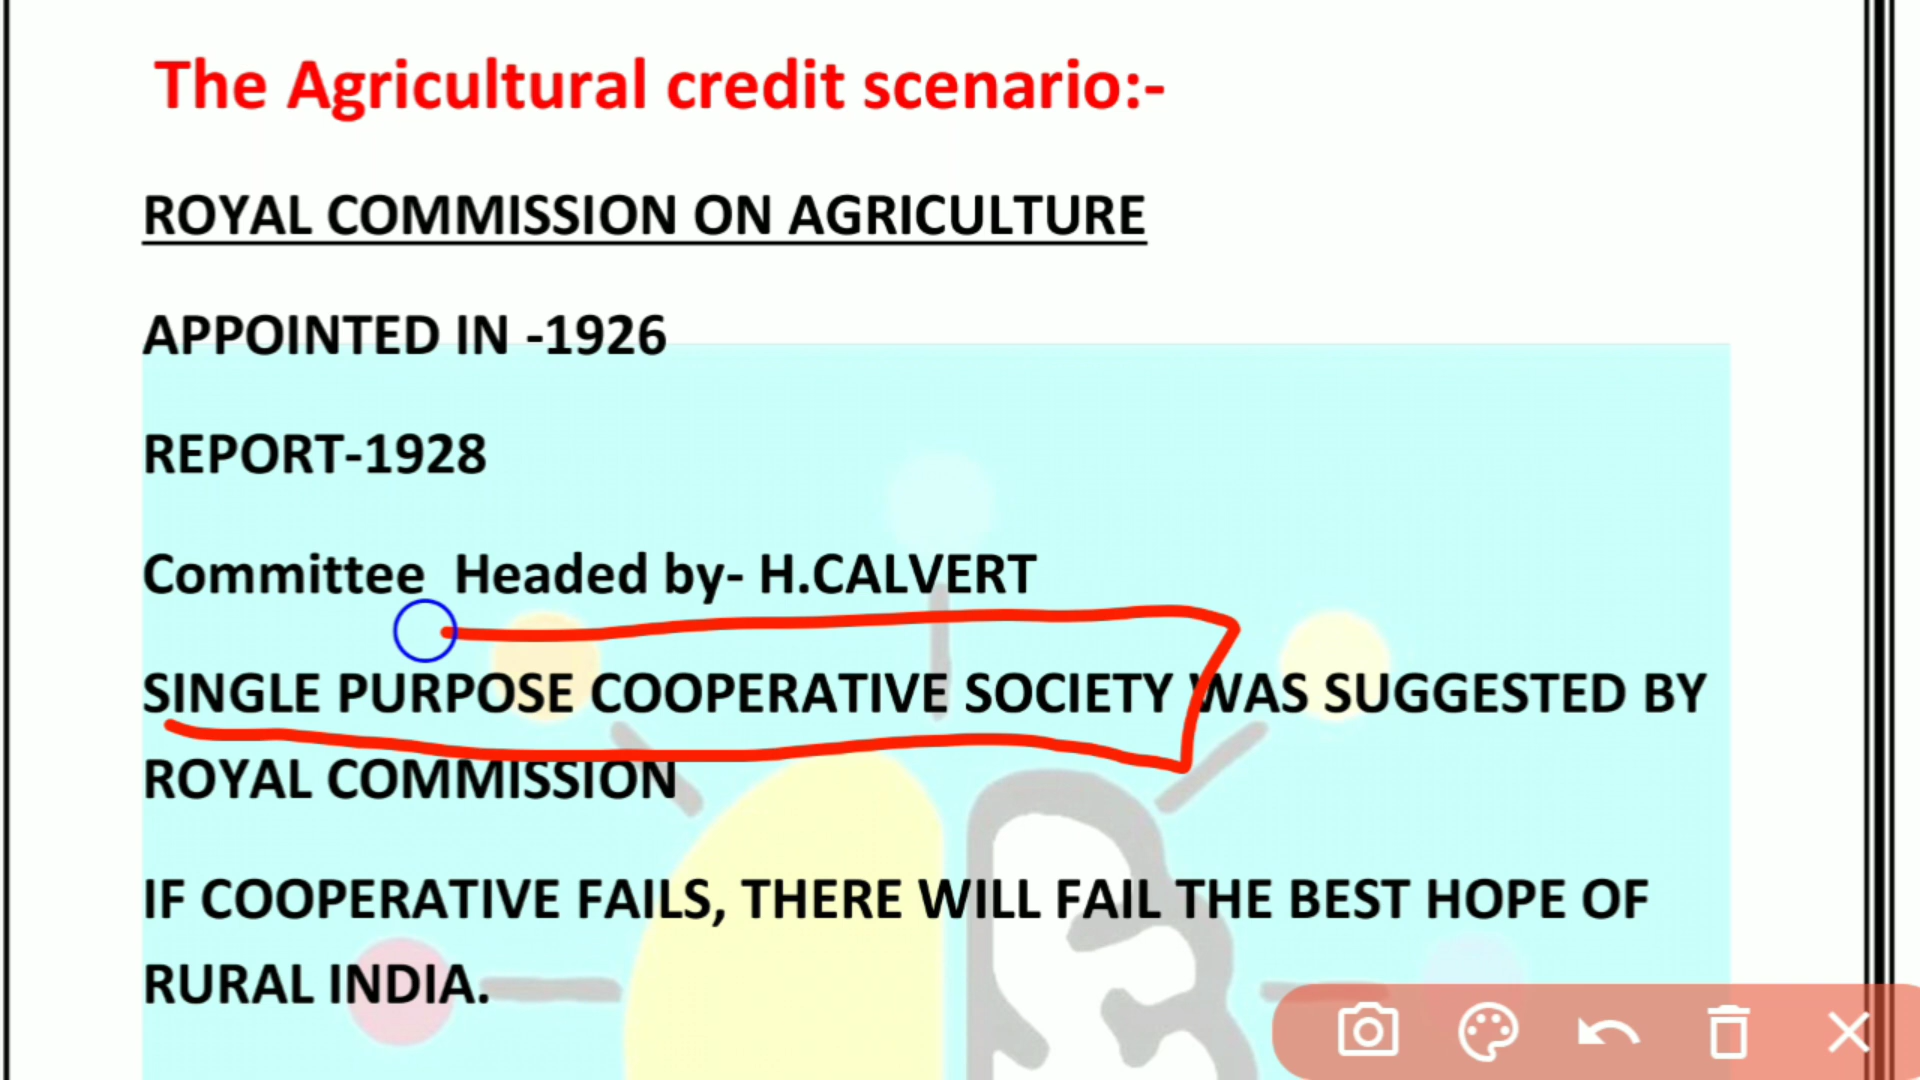 The Agricultural credit scenario:-
ROYAL COMMISSION ON AGRICULTURE
APPOINTED IN -1926
REPORT-1928
Committee  Headed by- H.CALVERT
SINGLE PURPOSE COOPERATIVE SOCIETY WAS SUGGESTED BY
ROYAL COMMISSION
IF COOPERATIVE FAILS, THERE WILL FAIL THE BEST HOPE OF
RURAL INDIA.